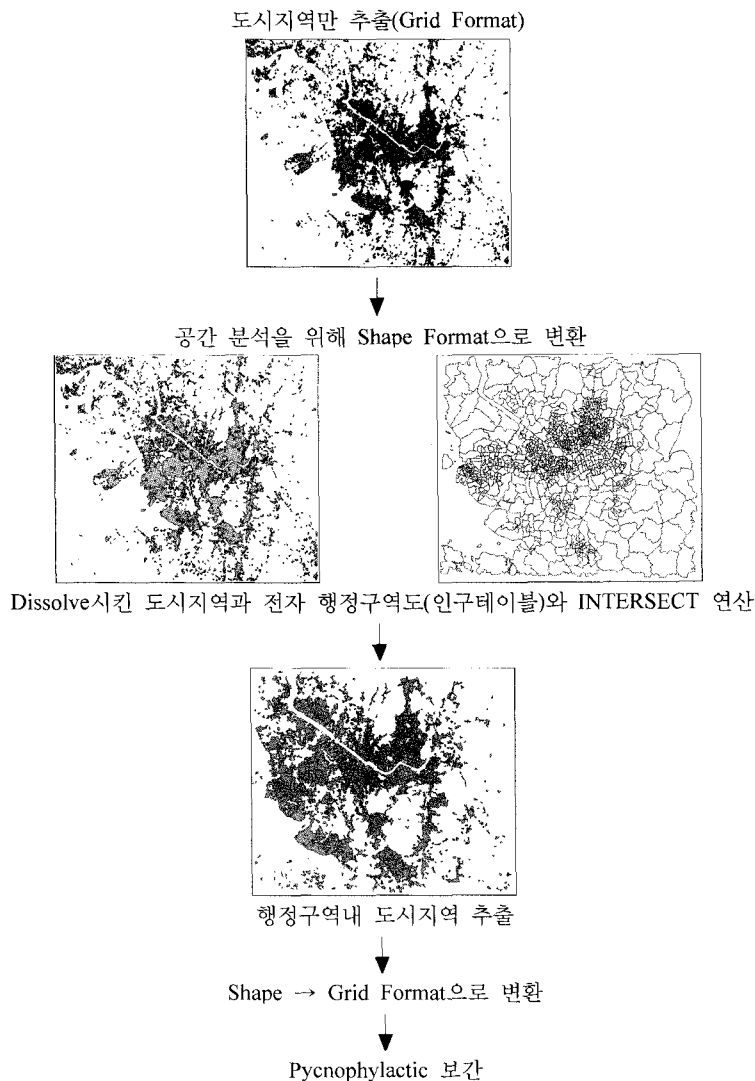 도시지역만 추출(Grid Format)
공간 분석을 위해 Shape Format으로 변환
Dissolve시킨 도시지역과 전자 행정구역도(인구테이블)와 INTERSECT 연산
행정구역내 도시지역 추출
Shape → Grid Format으로 변환
Pycnophylactic 보간